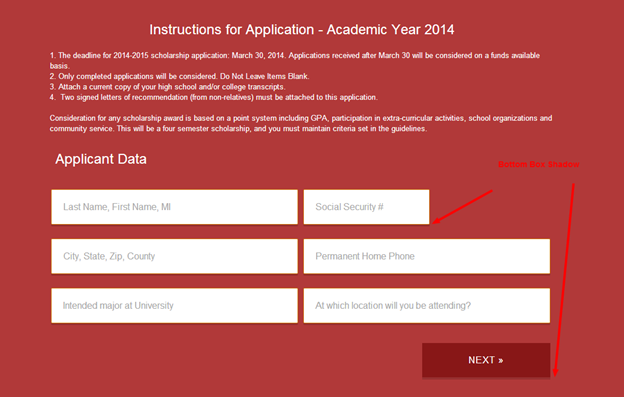 Instructions for Application - Academic Year 2014
1. The deadline for 2014-2015 scholarship application: March 30, 2014. Applications received after March 30 will be considered on a funds available
basis.
2. Only completed applications will be considered. Do Not Leave Items Blank.
3. Attach a current copy of your high school and/or college transcripts.
4. Two signed letters of recommendation (from non-relatives) must be attached to this application.
Consideration for any scholarship award is based on a point system including GPA, participation in extra-curricular activities, school organizations and
community service. This will be a four semester scholarship, and you must maintain criteria set in the guidelines.
Applicant Data
Bottom Box Shadow
Last Name, First Name, MI
Social Security #
City, State, Zip, County
Permanent Home Phone
Intended major at University
At which location will you be attending?
NEXT »